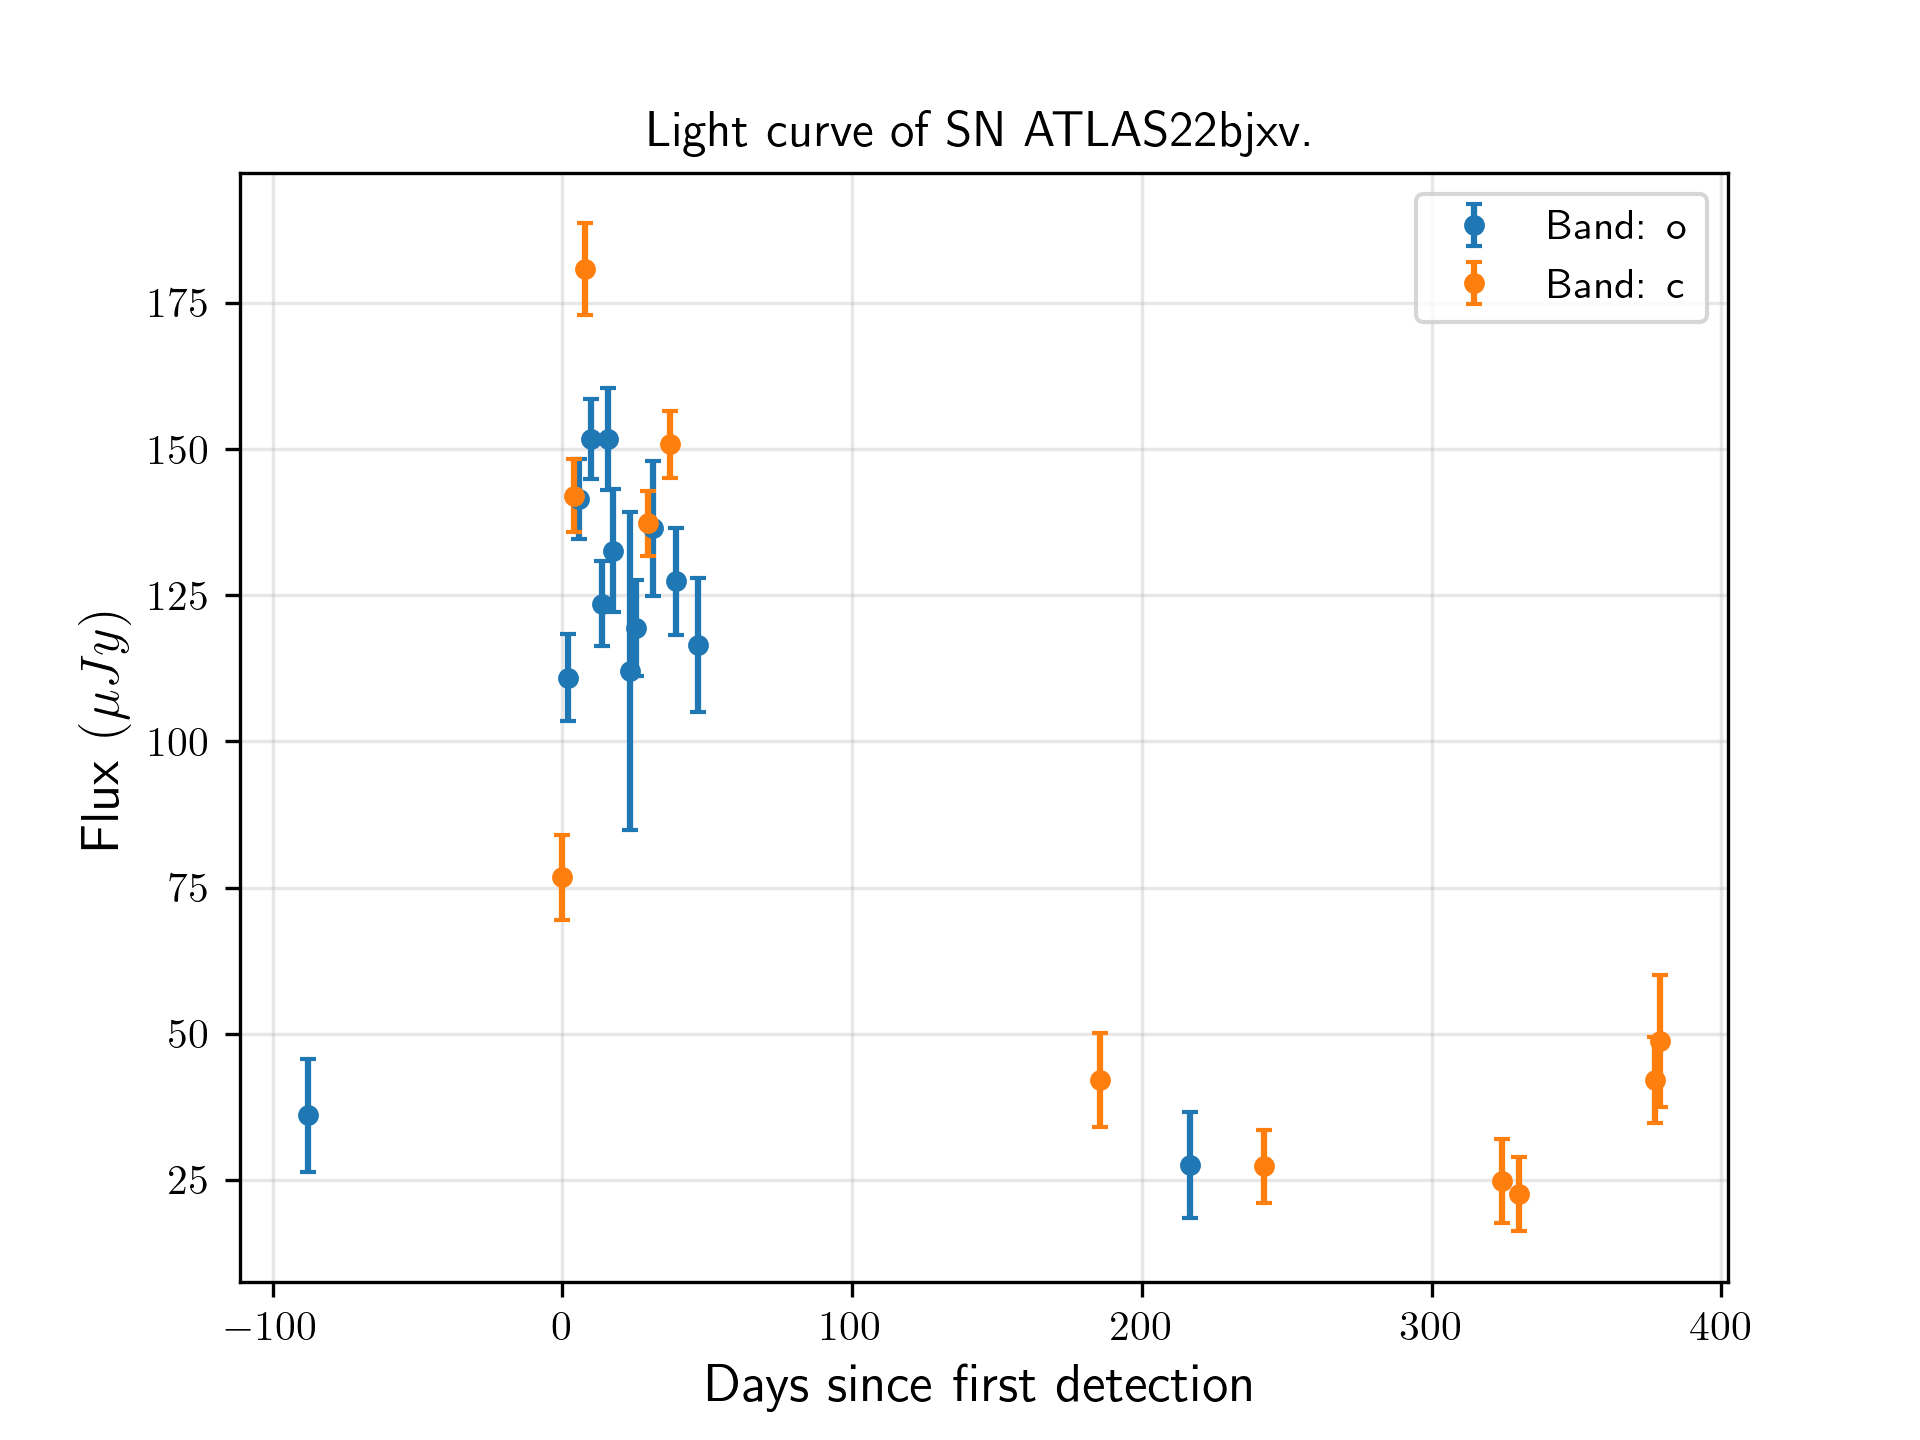 Light curve of SN ATLAS22bjxv.
Band: o
Band: c
175
150
125
100
75
50
25
Flux (μJy)
−100 0 100 200 300 400
Days since first detection